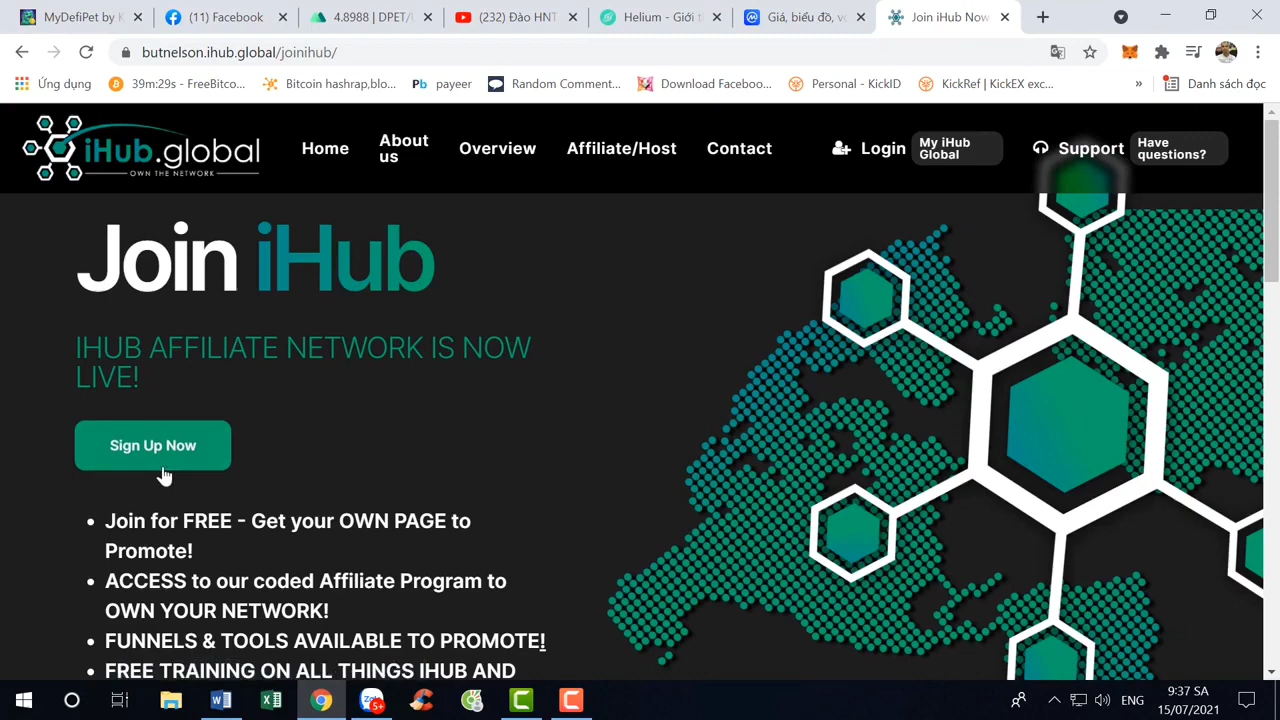 MyDefiPet by K
(11) Facebook
4.8988 | DPET/
(232) Đào HNT
Helium - Giới t
Giá, biểu đồ, v
Join iHub Now
butnelson.ihub.global/joinihub/
Ứng dụng
39m:29s - FreeBitco...
Bitcoin hashrap,blo...
Pb payeer
Random Comment...
Download Faceboo...
Personal - KickID
KickRef | KickEX exc...
»
Danh sách đọc
iHub.global
OWN THE NETWORK
Home
About us
Overview
Affiliate/Host
Contact
Login
My iHub Global
Support
Have questions?
Join iHub
IHUB AFFILIATE NETWORK IS NOW
LIVE!
Sign Up Now
• Join for FREE - Get your OWN PAGE to
Promote!
• ACCESS to our coded Affiliate Program to
OWN YOUR NETWORK!
• FUNNELS & TOOLS AVAILABLE TO PROMOTE!
• FREE TRAINING ON ALL THINGS IHUB AND
5+
ENG
9:37 SA
15/07/2021